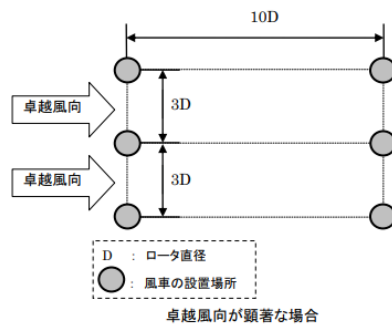 10D
卓越風向
3D
卓越風向
3D
D : ロータ直径
: 風車の設置場所
卓越風向が顕著な場合